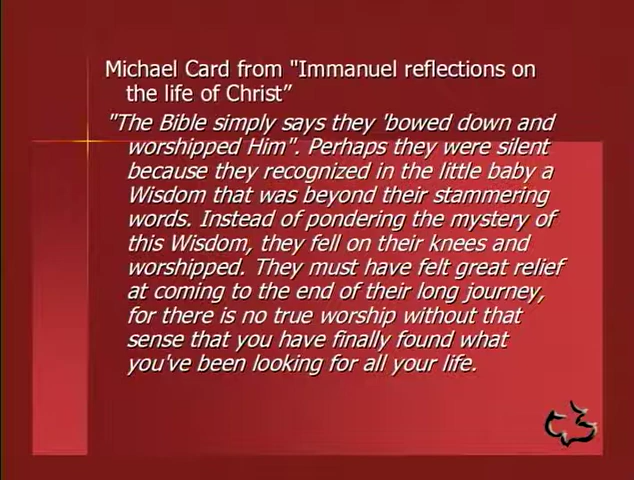 Michael Card from "Immanuel reflections on
the life of Christ”
"The Bible simply says they 'bowed down and
worshipped Him". Perhaps they were silent
because they recognized in the little baby a
Wisdom that was beyond their stammering
words. Instead of pondering the mystery of
this Wisdom, they fell on their knees and
worshipped. They must have felt great relief
at coming to the end of their long journey,
for there is no true worship without that
sense that you have finally found what
you've been looking for all your life.